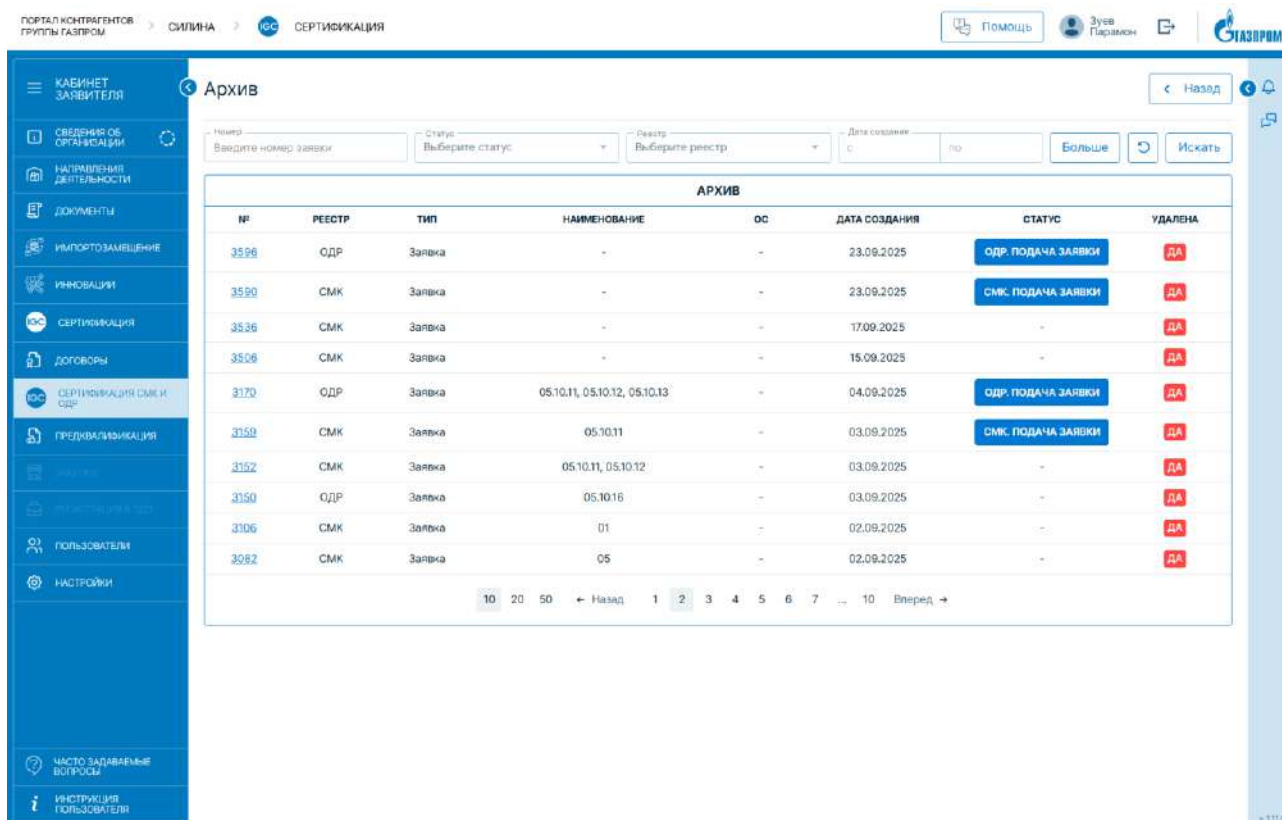 ПОРТАЛ КОНТРАГЕНТОВ
ГРУППЫ ГАЗПРОМ
СИЛИНА
IGC
СЕРТИФИКАЦИЯ
Помощь
Зуев
Парамон
ГАЗПРОМ
КАБИНЕТ
ЗАЯВИТЕЛЯ
СВЕДЕНИЯ ОБ
ОРГАНИЗАЦИИ
НАПРАВЛЕНИЯ
ДЕЯТЕЛЬНОСТИ
ДОКУМЕНТЫ
ИМПОРТОЗАМЕЩЕНИЕ
ИННОВАЦИИ
IGC СЕРТИФИКАЦИЯ
ДОГОВОРЫ
IGC СЕРТИФИКАЦИЯ СМК И
ОДР
ПРЕДКВАЛИФИКАЦИЯ
ПОЛЬЗОВАТЕЛИ
НАСТРОЙКИ
ЧАСТО ЗАДАВАЕМЫЕ
ВОПРОСЫ
ИНСТРУКЦИЯ
ПОЛЬЗОВАТЕЛЯ
Архив
Назад
Номер
Введите номер заявки
Статус
Выберите статус
Реестр
Выберите реестр
Дата создания
с
по
Больше
Искать
АРХИВ
№ РЕЕСТР ТИП НАИМЕНОВАНИЕ ОС ДАТА СОЗДАНИЯ СТАТУС УДАЛЕНА
3596 ОДР Заявка - - 23.09.2025 ОДР. ПОДАЧА ЗАЯВКИ ДА
3590 СМК Заявка - - 23.09.2025 СМК. ПОДАЧА ЗАЯВКИ ДА
3536 СМК Заявка - - 17.09.2025 - ДА
3506 СМК Заявка - - 15.09.2025 - ДА
3170 ОДР Заявка 05.10.11, 05.10.12, 05.10.13 - 04.09.2025 ОДР. ПОДАЧА ЗАЯВКИ ДА
3159 СМК Заявка 05.10.11 - 03.09.2025 СМК. ПОДАЧА ЗАЯВКИ ДА
3152 СМК Заявка 05.10.11, 05.10.12 - 03.09.2025 - ДА
3150 ОДР Заявка 05.10.16 - 03.09.2025 - ДА
3106 СМК Заявка 01 - 02.09.2025 - ДА
3082 СМК Заявка 05 - 02.09.2025 - ДА
10 20 50 ← Назад 1 2 3 4 5 6 7 ... 10 Вперед →